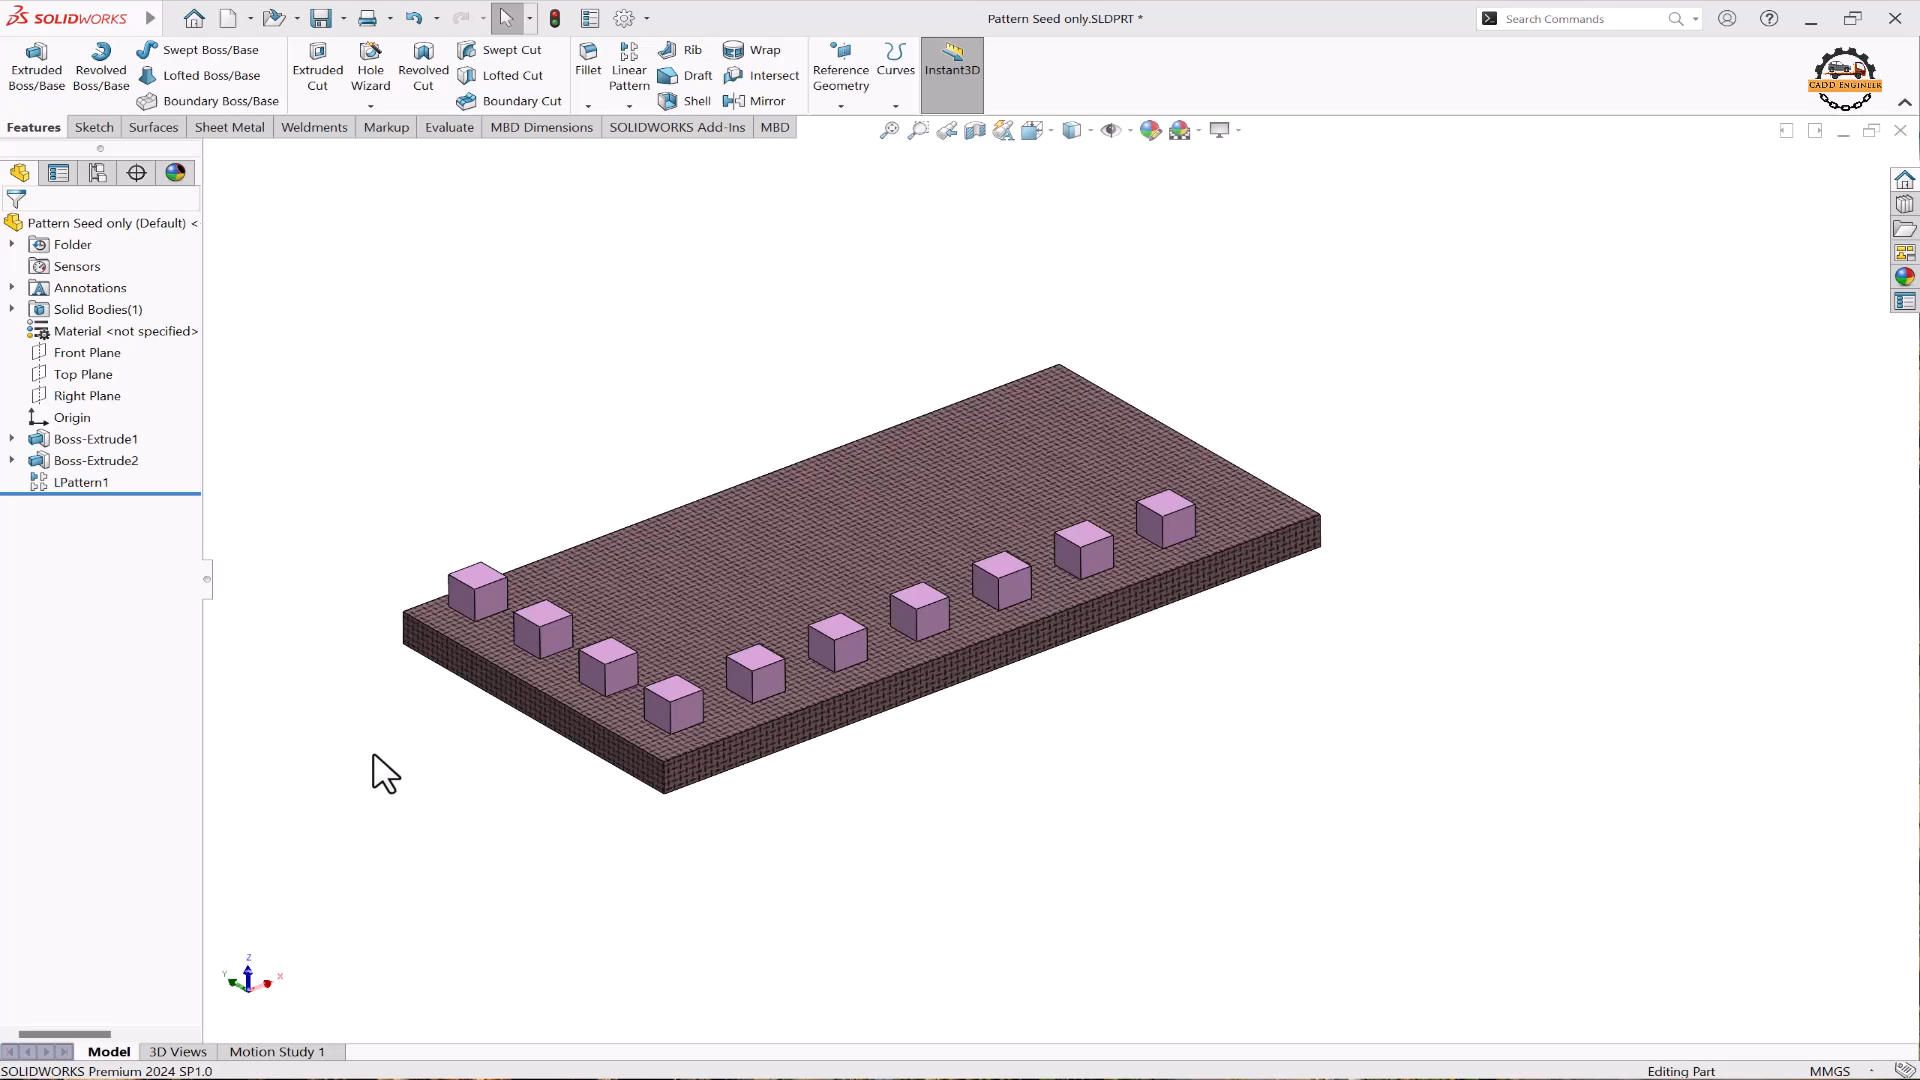 SOLIDWORKS
Pattern Seed only.SLDPRT *
Search Commands
Extruded Boss/Base
Revolved Boss/Base
Swept Boss/Base
Lofted Boss/Base
Boundary Boss/Base
Extruded Cut
Hole Wizard
Revolved Cut
Swept Cut
Lofted Cut
Boundary Cut
Fillet
Linear Pattern
Rib
Draft
Shell
Wrap
Intersect
Mirror
Reference Geometry
Curves
Instant3D
CADD ENGINEER
Features
Sketch
Surfaces
Sheet Metal
Weldments
Markup
Evaluate
MBD Dimensions
SOLIDWORKS Add-Ins
MBD
Pattern Seed only (Default) <
Folder
Sensors
Annotations
Solid Bodies(1)
Material <not specified>
Front Plane
Top Plane
Right Plane
Origin
Boss-Extrude1
Boss-Extrude2
LPattern1
Z
Y
X
Model
3D Views
Motion Study 1
SOLIDWORKS Premium 2024 SP1.0
Editing Part
MMGS